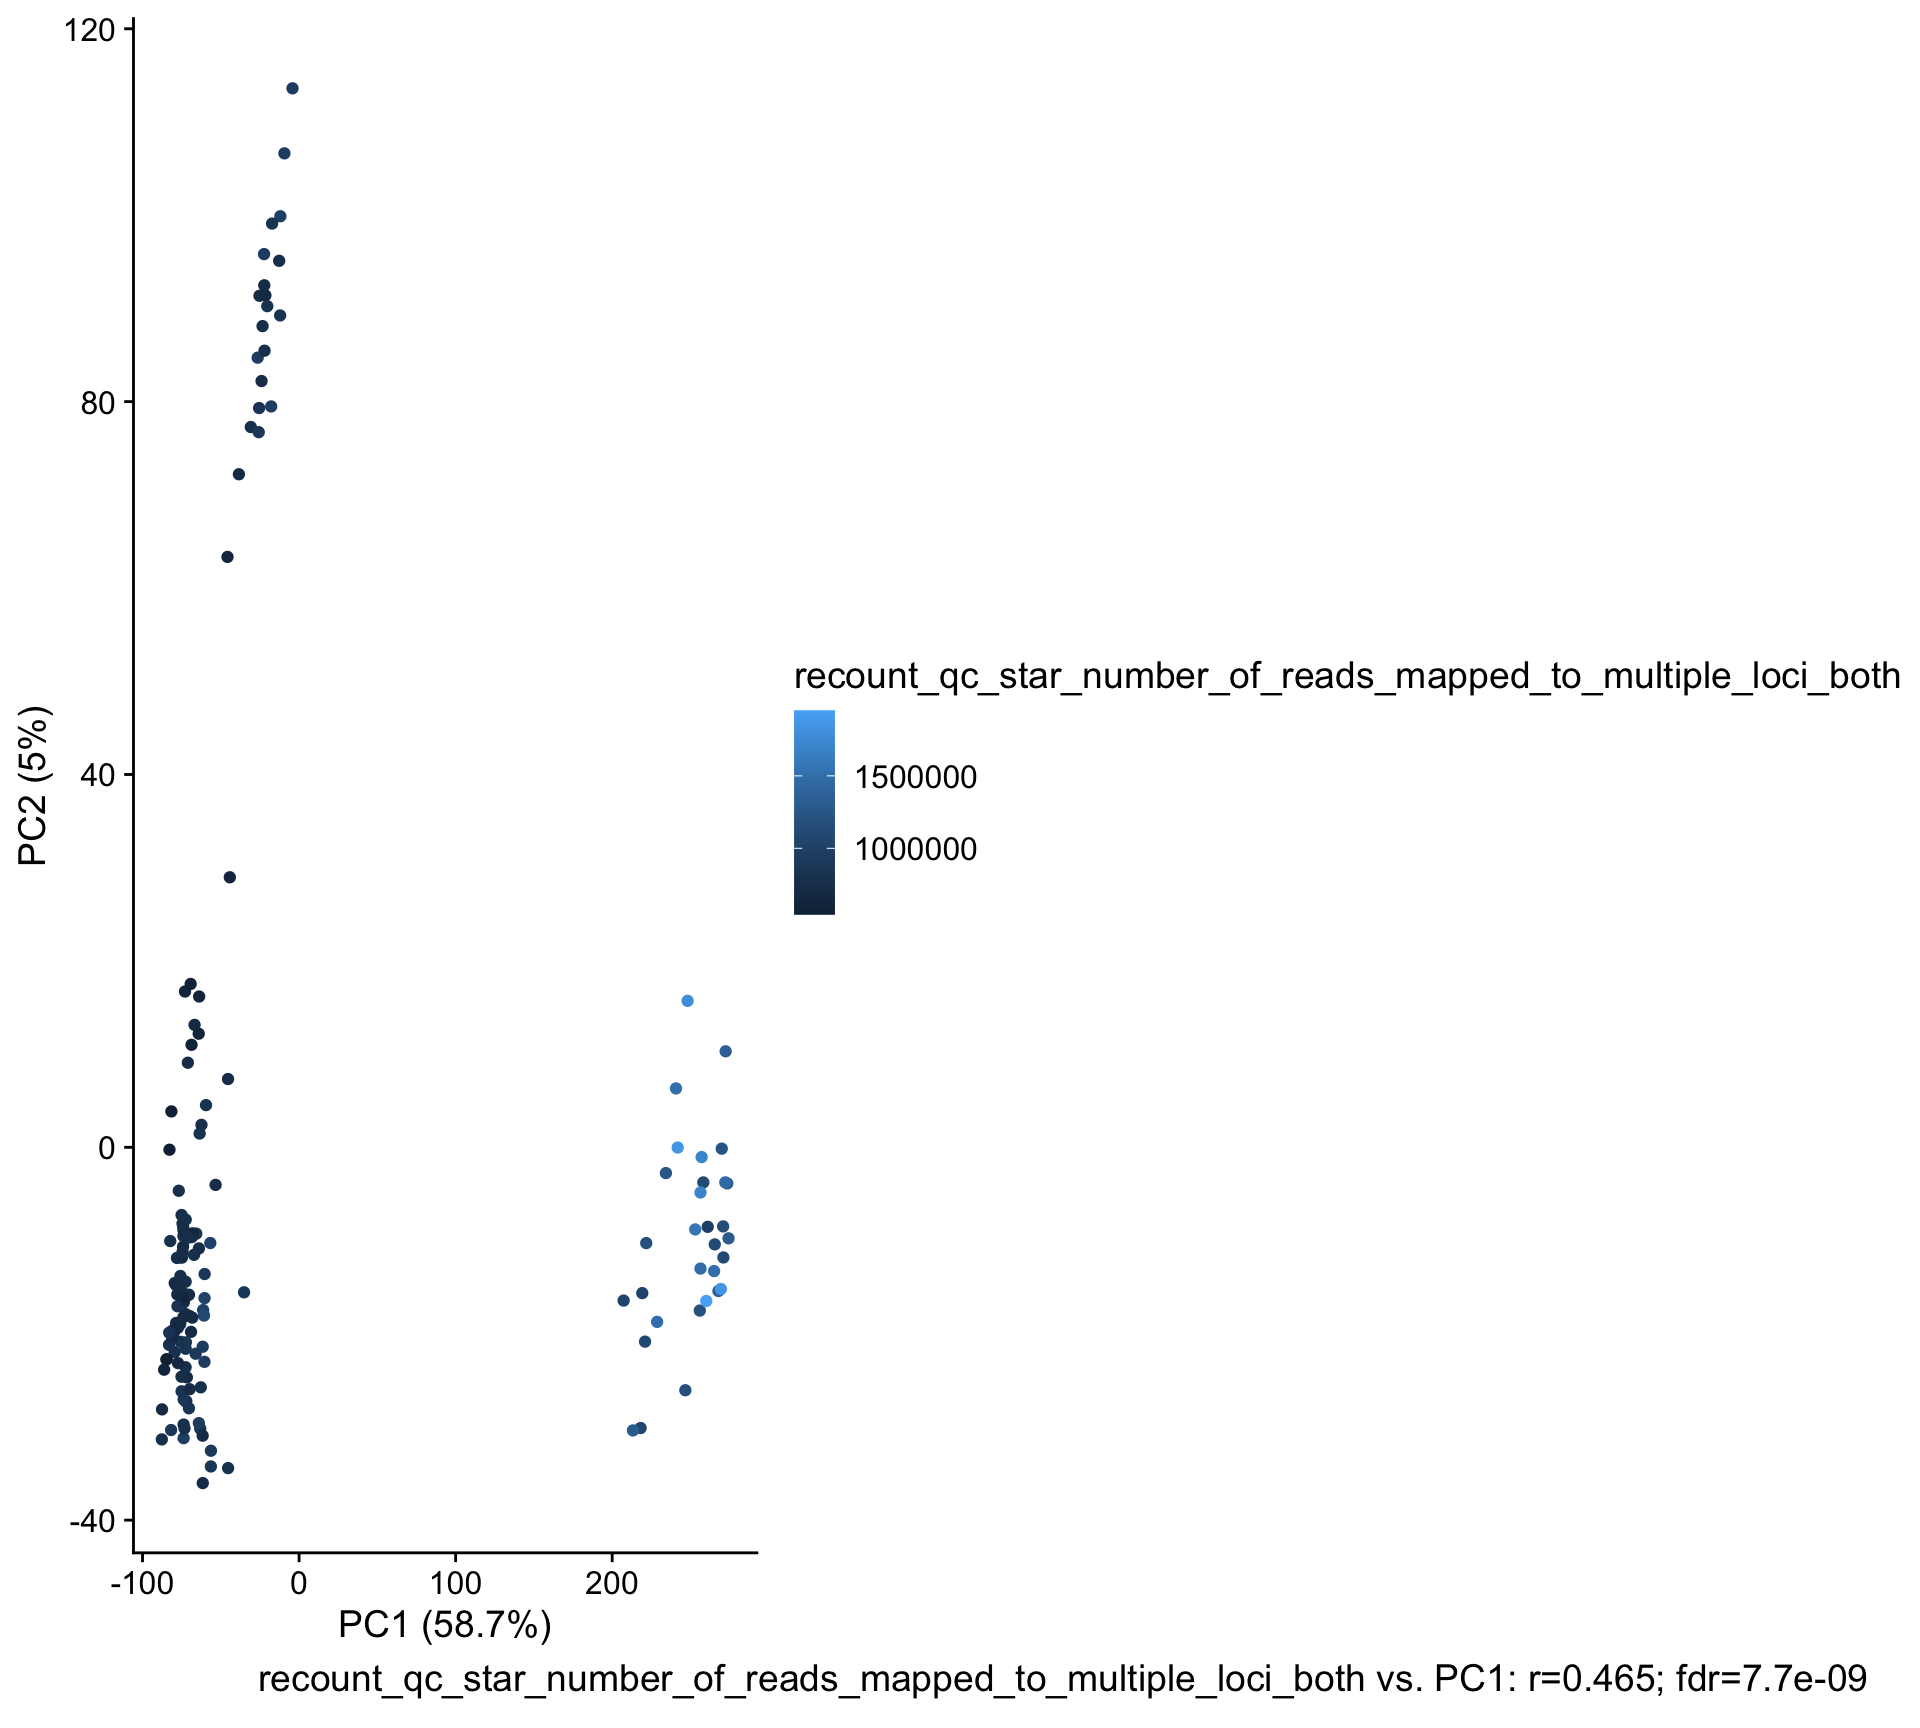 120
80
40
0
-40
PC2 (5%)
-100 0 100 200
PC1 (58.7%)
recount_qc_star_number_of_reads_mapped_to_multiple_loci_both
1500000
1000000
recount_qc_star_number_of_reads_mapped_to_multiple_loci_both vs. PC1: r=0.465; fdr=7.7e-09